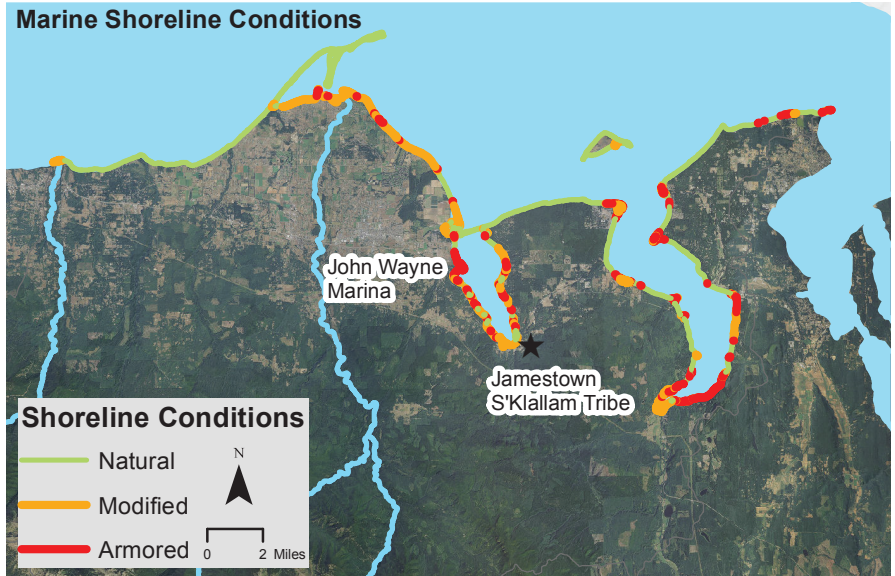 Marine Shoreline Conditions
John Wayne
Marina
Jamestown
S'Klallam Tribe
Shoreline Conditions
Natural
Modified
Armored
N
0 2 Miles